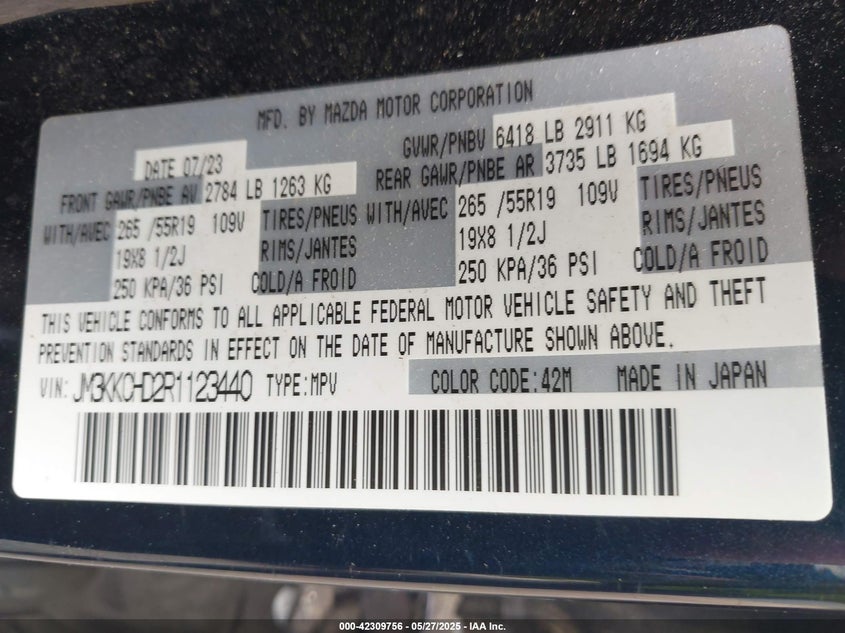 MFD. BY MAZDA MOTOR CORPORATION
DATE 07/23 GVWR/PNBV 6418 LB 2911 KG
FRONT GAWR/PNBE AV 2784 LB 1263 KG REAR GAWR/PNBE AR 3735 LB 1694 KG
WITH/AVEC 265 /55R19 109V TIRES/PNEUS WITH/AVEC 265 /55R19 109V TIRES/PNEUS
19X8 1/2J RIMS/JANTES 19X8 1/2J RIMS/JANTES
250 KPA/36 PSI COLD/A FROID 250 KPA/36 PSI COLD/A FROID
THIS VEHICLE CONFORMS TO ALL APPLICABLE FEDERAL MOTOR VEHICLE SAFETY AND THEFT
PREVENTION STANDARDS IN EFFECT ON THE DATE OF MANUFACTURE SHOWN ABOVE.
VIN: JM3KKCHD2R1123440 TYPE:MPV COLOR CODE:42M MADE IN JAPAN
000-42309756 - 05/27/2025 - IAA Inc.